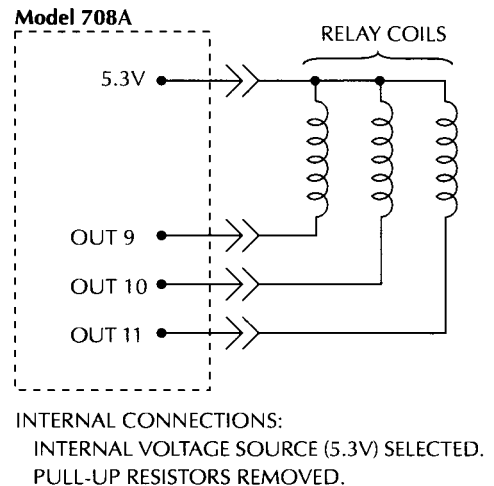 Model 708A
RELAY COILS
5.3V
OUT 9
OUT 10
OUT 11
INTERNAL CONNECTIONS:
INTERNAL VOLTAGE SOURCE (5.3V) SELECTED.
PULL-UP RESISTORS REMOVED.